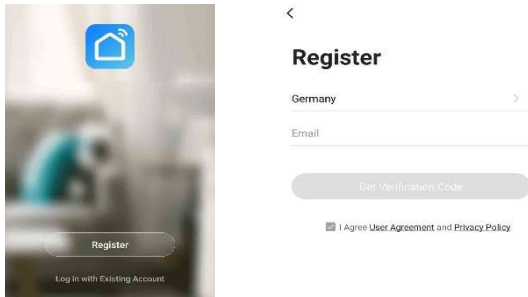 Register
Log in with Existing Account
Register
Germany
Email
Get Verification Code
I Agree User Agreement and Privacy Policy